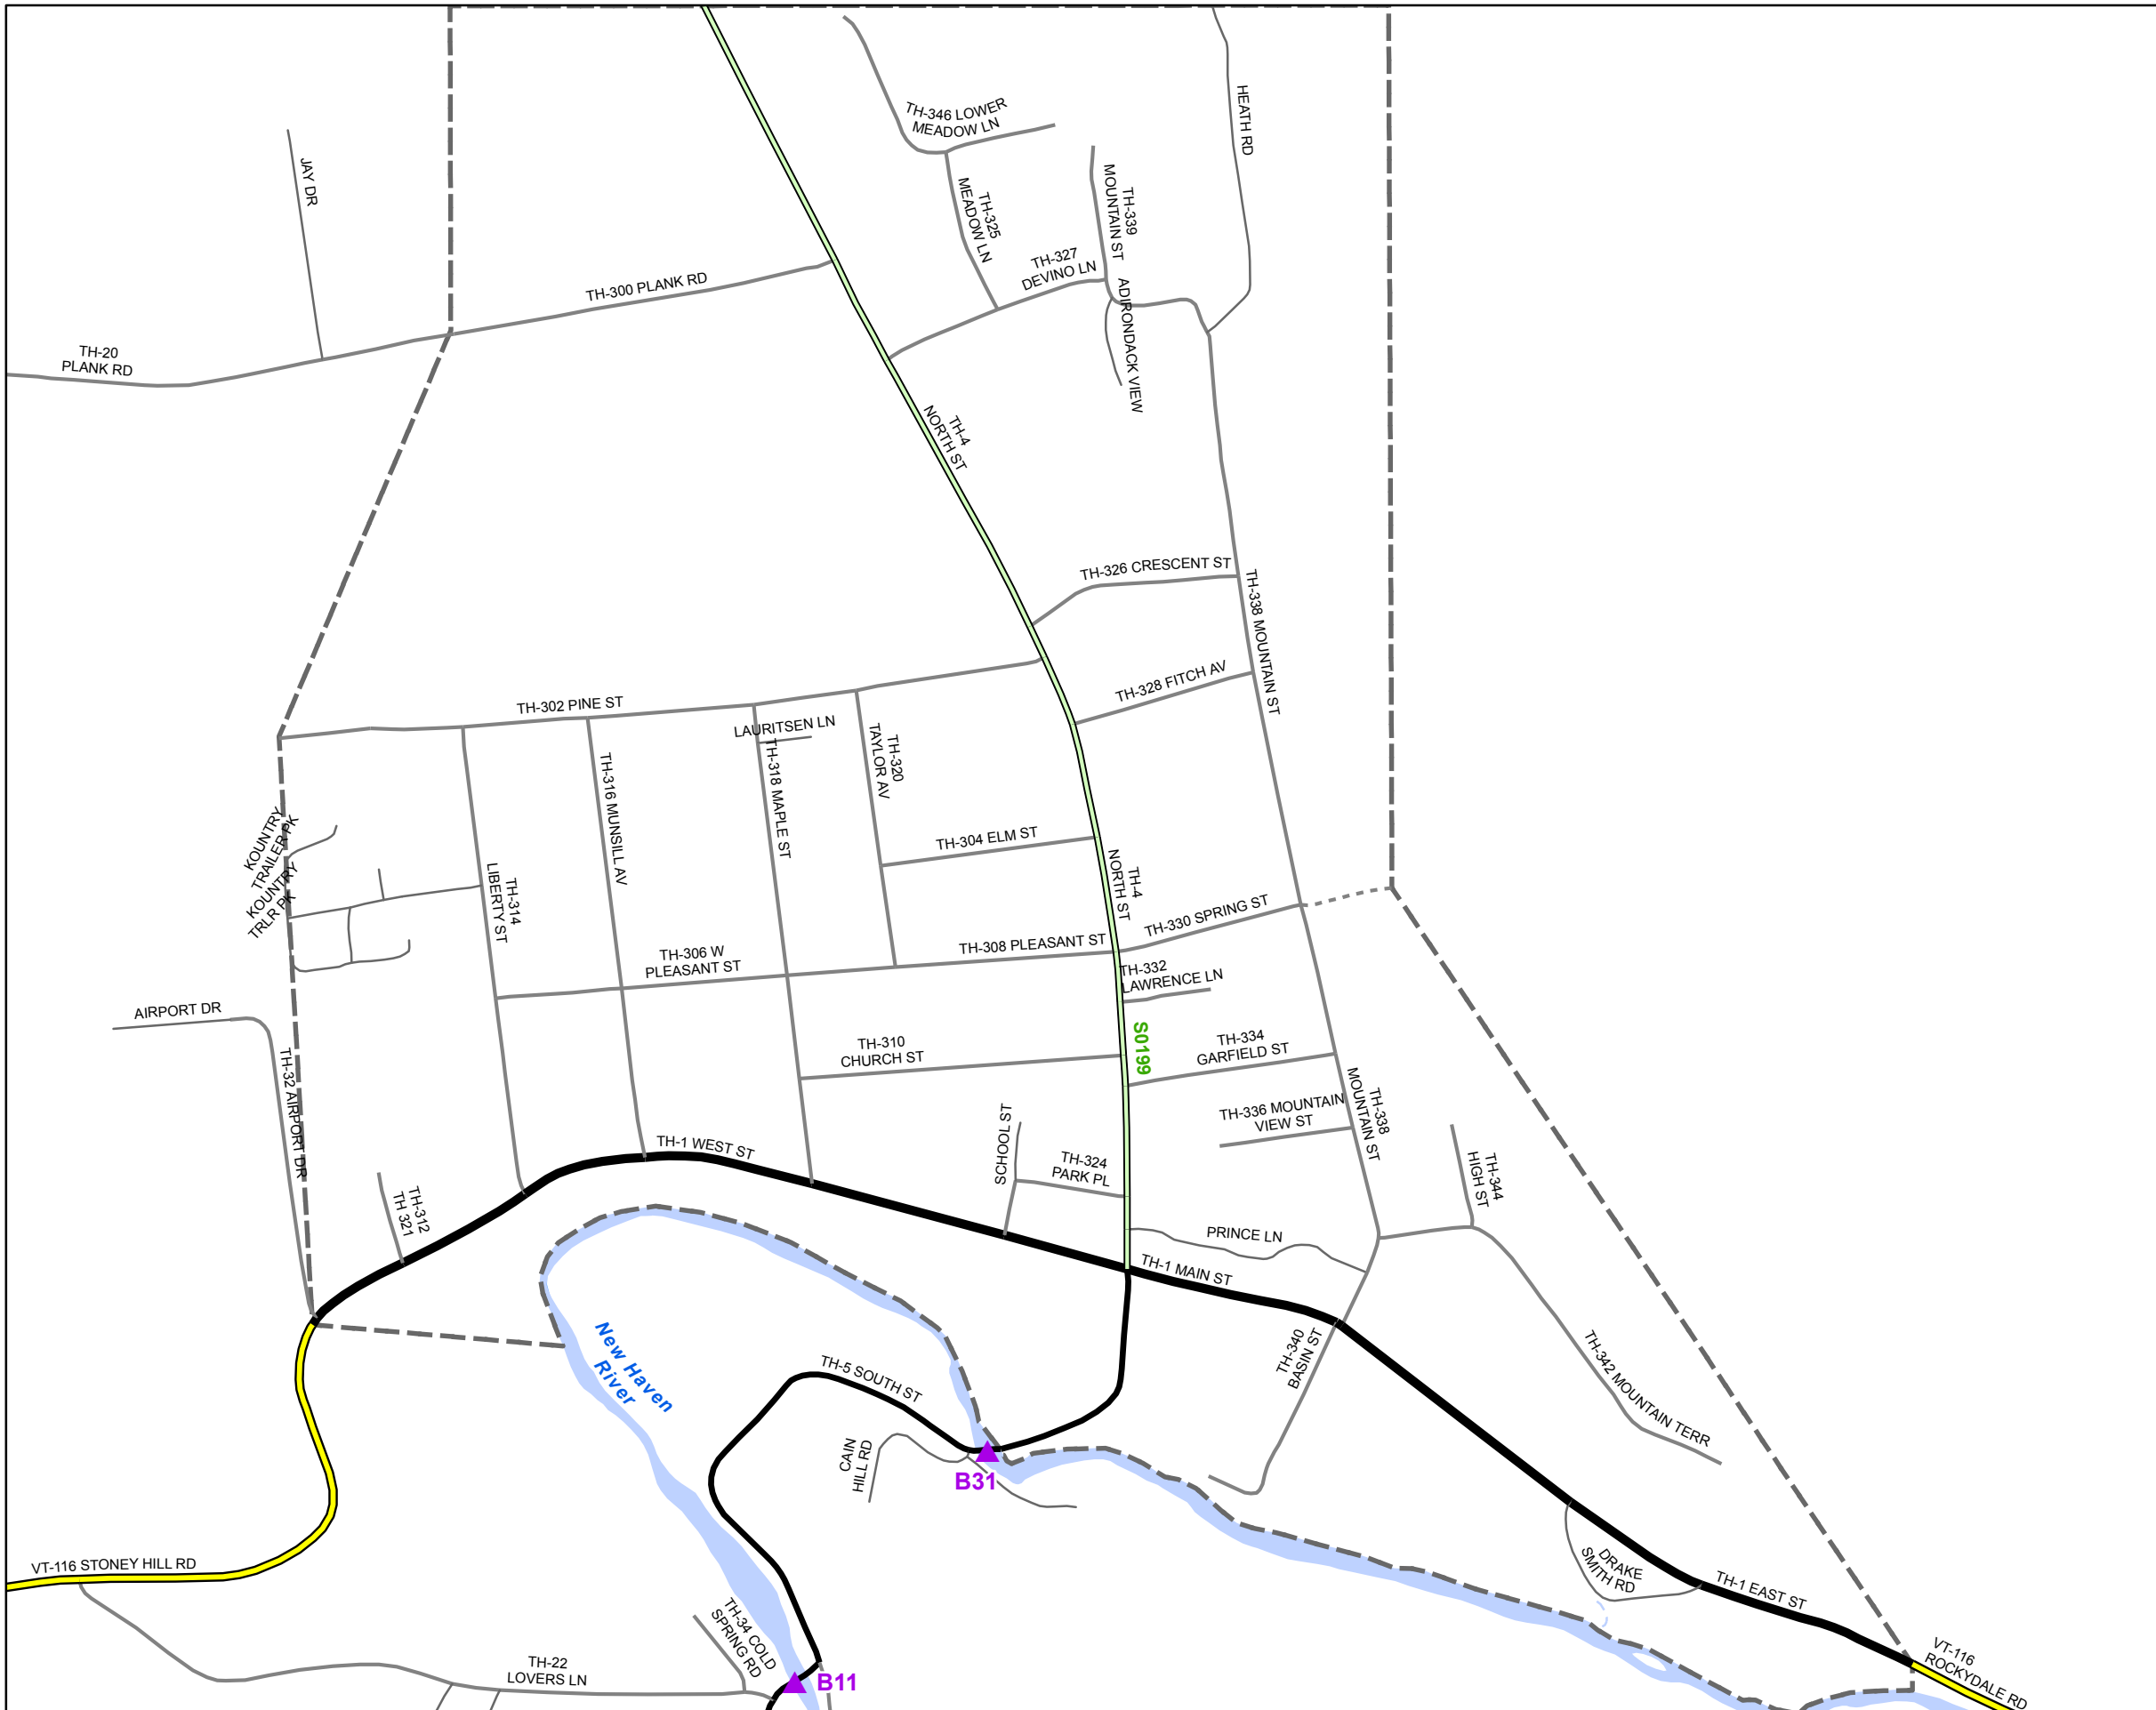 TH-346 LOWER
MEADOW LN
HEATH RD
JAY DR
TH-325
MEADOW LN
TH-339
MOUNTAIN ST
TH-327
DEVINO LN
TH-300 PLANK RD
ADIRONDACK VIEW
TH-20
PLANK RD
TH-4
NORTH ST
TH-326 CRESCENT ST
TH-338 MOUNTAIN ST
TH-328 FITCH AV
TH-302 PINE ST
LAURITSEN LN
TH-320
TAYLOR AV
TH-316 MUNSILL AV
TH-318 MAPLE ST
KOUNTRY
TRAILER PK
KOUNTRY
TRLR PK
TH-304 ELM ST
TH-4
NORTH ST
TH-314
LIBERTY ST
TH-330 SPRING ST
TH-308 PLEASANT ST
TH-306 W
PLEASANT ST
TH-332
LAWRENCE LN
AIRPORT DR
S0199
TH-310
CHURCH ST
TH-334
GARFIELD ST
TH-32 AIRPORT DR
TH-336 MOUNTAIN
VIEW ST
TH-338
MOUNTAIN ST
SCHOOL ST
TH-1 WEST ST
TH-324
PARK PL
TH-344
HIGH ST
TH-312
TH 321
PRINCE LN
TH-1 MAIN ST
New Haven
River
TH-340
BASIN ST
TH-5 SOUTH ST
TH-342 MOUNTAIN TERR
CAIN
HILL RD
B31
VT-116 STONEY HILL RD
DRAKE
SMITH RD
TH-1 EAST ST
TH-34 COLD
SPRING RD
TH-22
LOVERS LN
B11
VT-116
ROCKYDALE RD